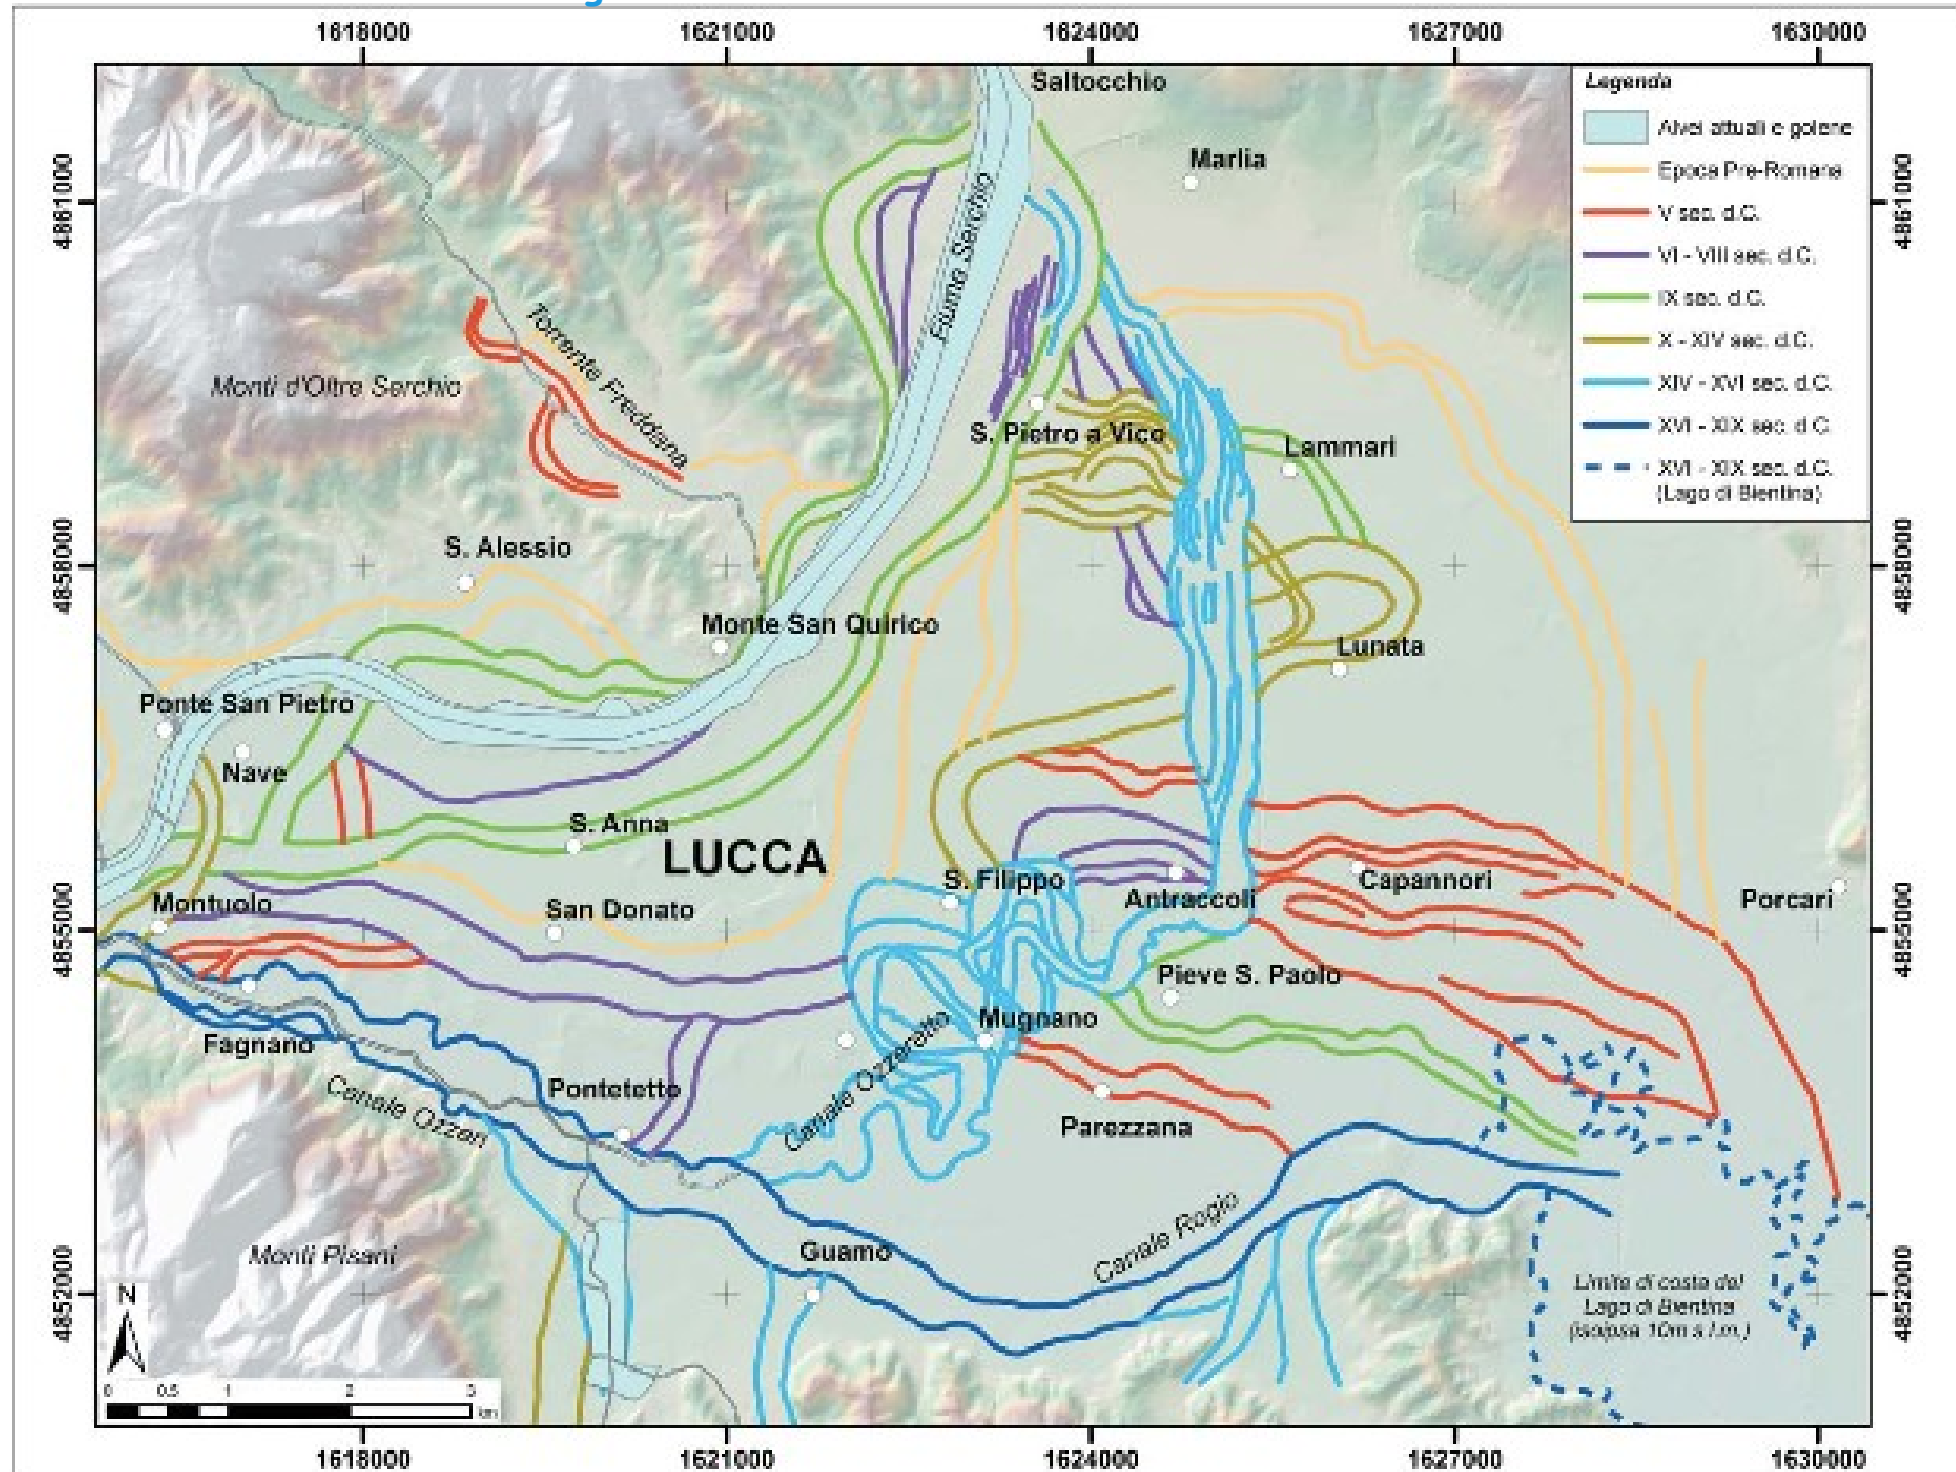 1618000 1621000 1624000 1627000 1630000
Saltocchio
Legenda
Alvei attuali e golene
Epoca Pre-Romana
V sec. d.C.
VI - VIII sec. d.C.
IX sec. d.C.
X - XIV sec. d.C.
XIV - XVI sec. d.C.
XVI - XIX sec. d.C.
XVI - XIX sec. d.C.
(Lago di Bientina)
Marlia
4861000
4861000
Fiume Serchio
Torrente Freddana
Monti d'Oltre Serchio
S. Pietro a Vico
Lammari
S. Alessio
4858000
4858000
Monte San Quirico
Lunata
Ponte San Pietro
Nave
S. Anna
LUCCA
S. Filippo
Capannori
Antraccoli
Porcari
Montuolo
San Donato
4855000
4855000
Pieve S. Paolo
Mugnano
Fagnano
Canale Ozzeretto
Pontetetto
Canale Ozzeri
Parezzana
Canale Rogio
Monti Pisani
Guamo
Limite di costa del
Lago di Bientina
(isoipsa 10m s.l.m.)
4852000
4852000
N
0 0.5 1 2 3
km
1618000 1621000 1624000 1627000 1630000